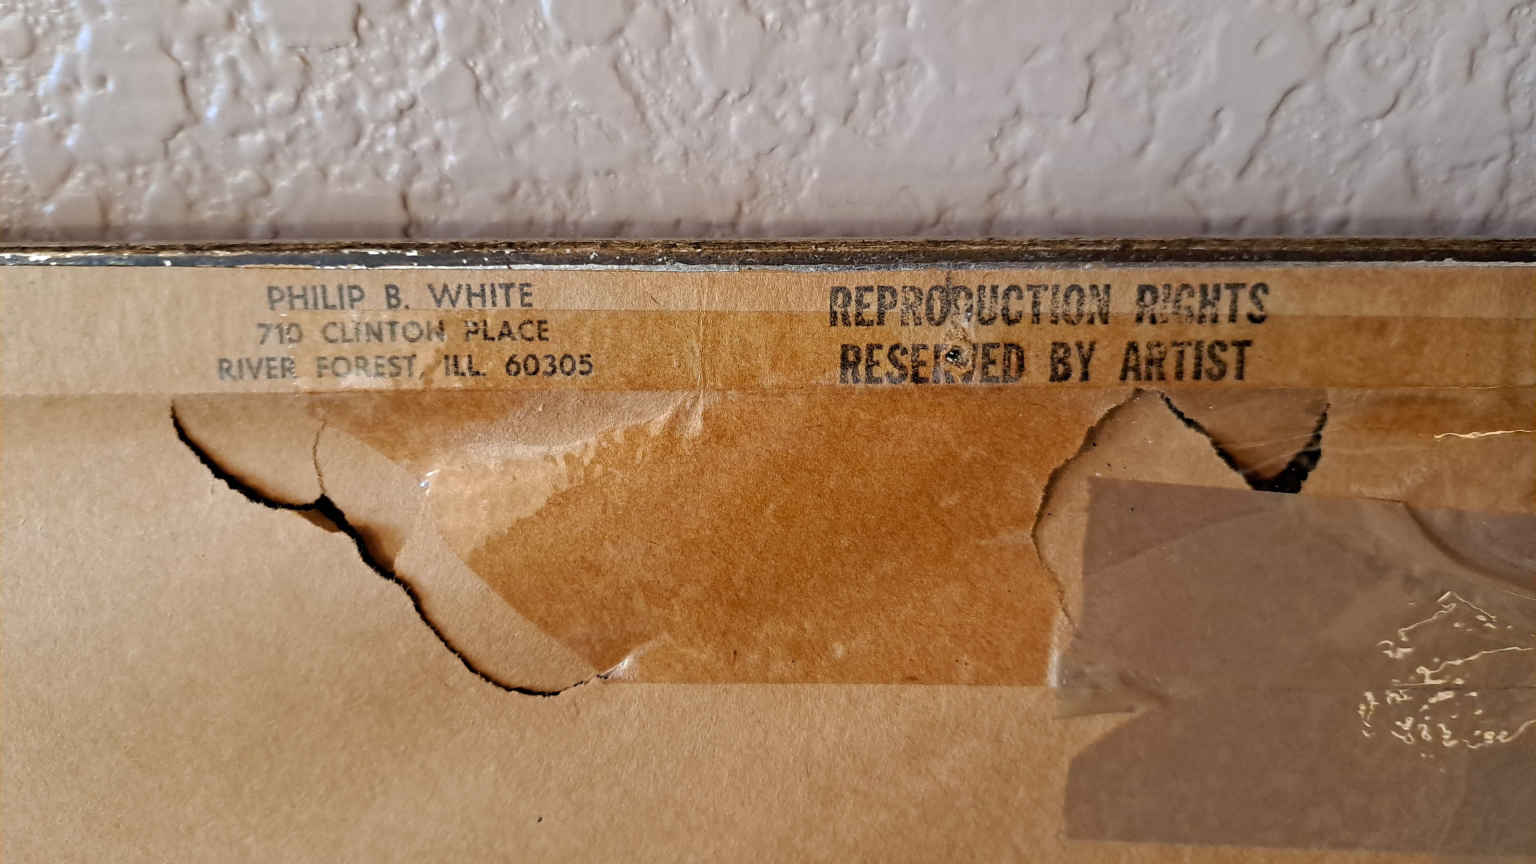 PHILIP B. WHITE
710 CLINTON PLACE
RIVER FOREST, ILL. 60305
REPRODUCTION RIGHTS
RESERVED BY ARTIST